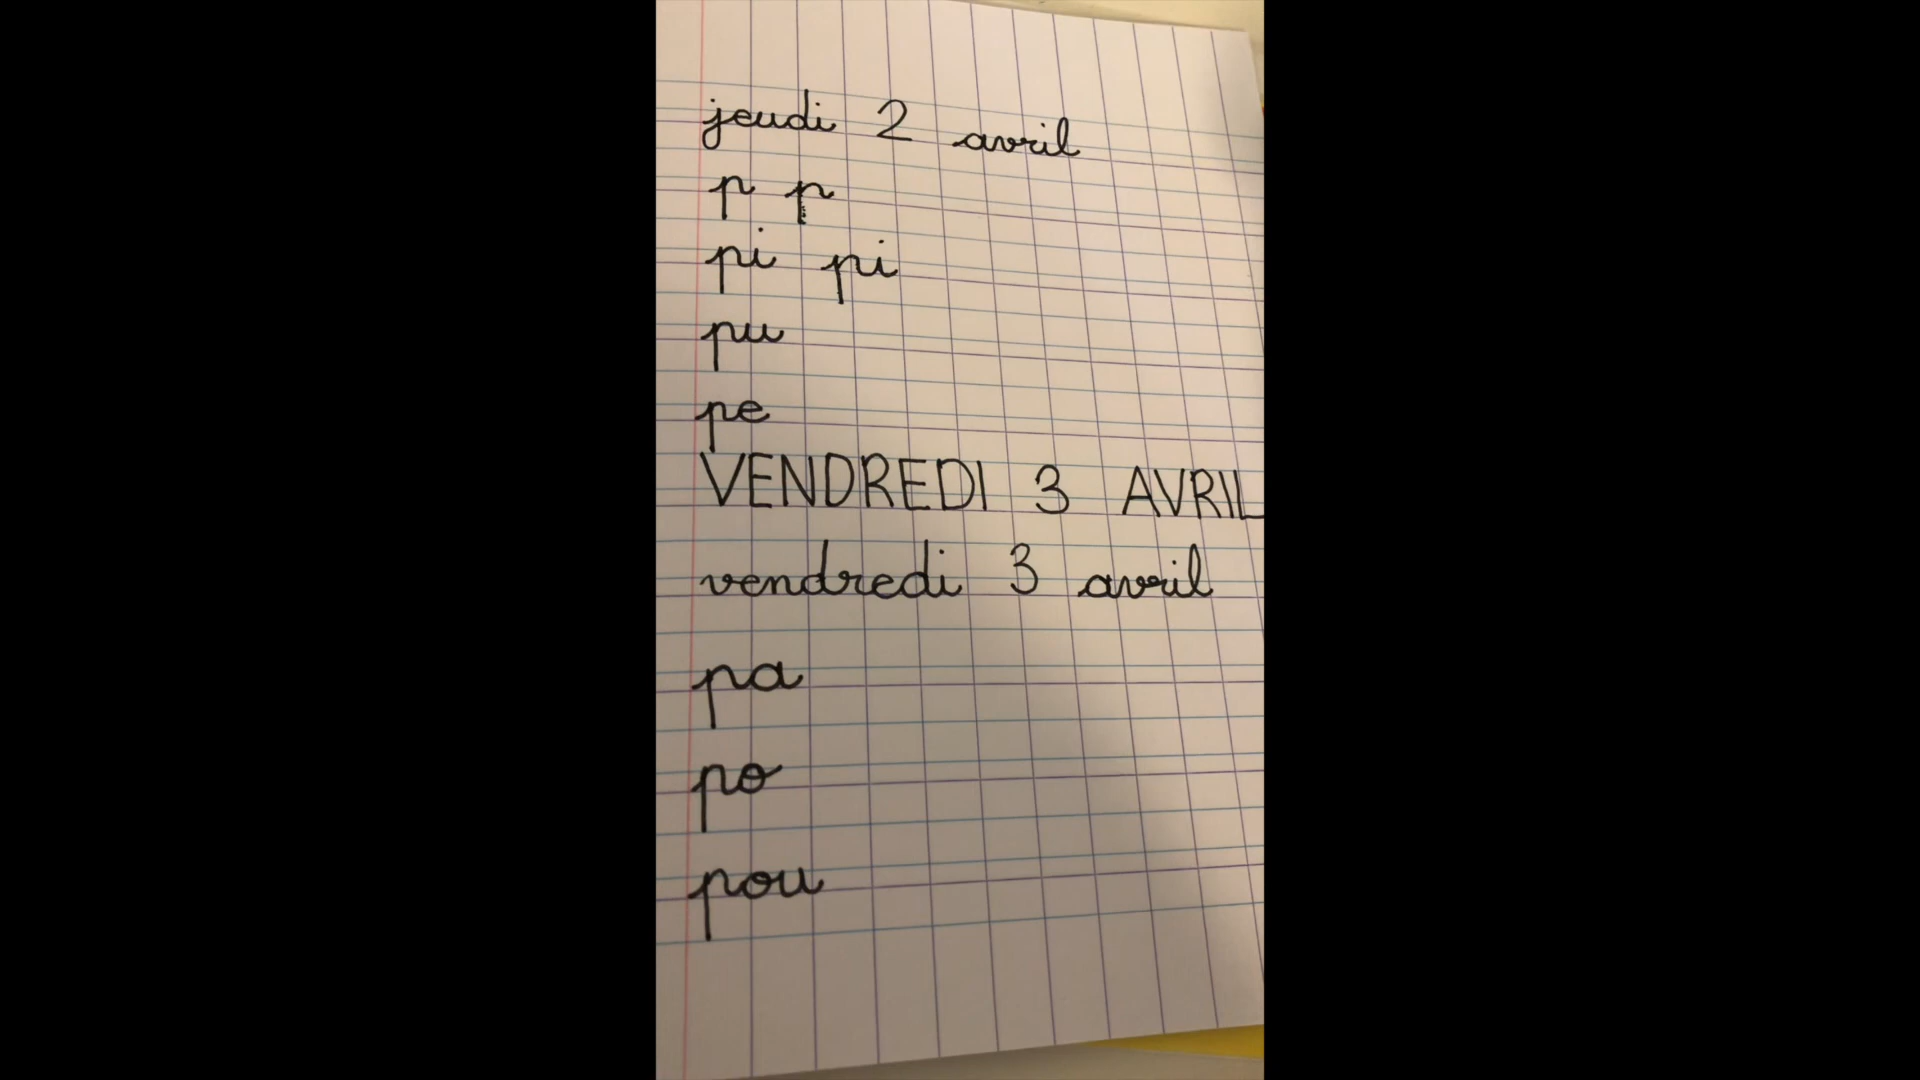 jeudi 2 avril
p p
pi pi
pu
pe
VENDREDI 3 AVRIL
vendredi 3 avril
pa
po
pou